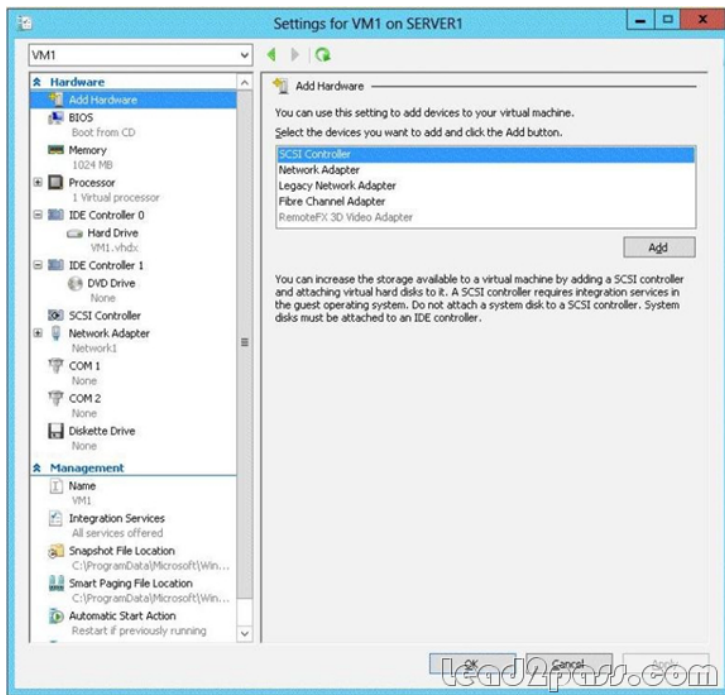 Settings for VM1 on SERVER1
VM1
Hardware
Add Hardware
BIOS
Boot from CD
Memory
1024 MB
Processor
1 Virtual processor
IDE Controller 0
Hard Drive
VM1.vhdx
IDE Controller 1
DVD Drive
None
SCSI Controller
Network Adapter
Network1
COM 1
None
COM 2
None
Diskette Drive
None
Management
Name
VM1
Integration Services
All services offered
Snapshot File Location
C:\ProgramData\Microsoft\Win...
Smart Paging File Location
C:\ProgramData\Microsoft\Win...
Automatic Start Action
Restart if previously running
Add Hardware
You can use this setting to add devices to your virtual machine.
Select the devices you want to add and click the Add button.
SCSI Controller
Network Adapter
Legacy Network Adapter
Fibre Channel Adapter
RemoteFX 3D Video Adapter
Add
You can increase the storage available to a virtual machine by adding a SCSI controller
and attaching virtual hard disks to it. A SCSI controller requires integration services in
the guest operating system. Do not attach a system disk to a SCSI controller. System
disks must be attached to an IDE controller.
OK
Cancel
Apply
lead2pass.com